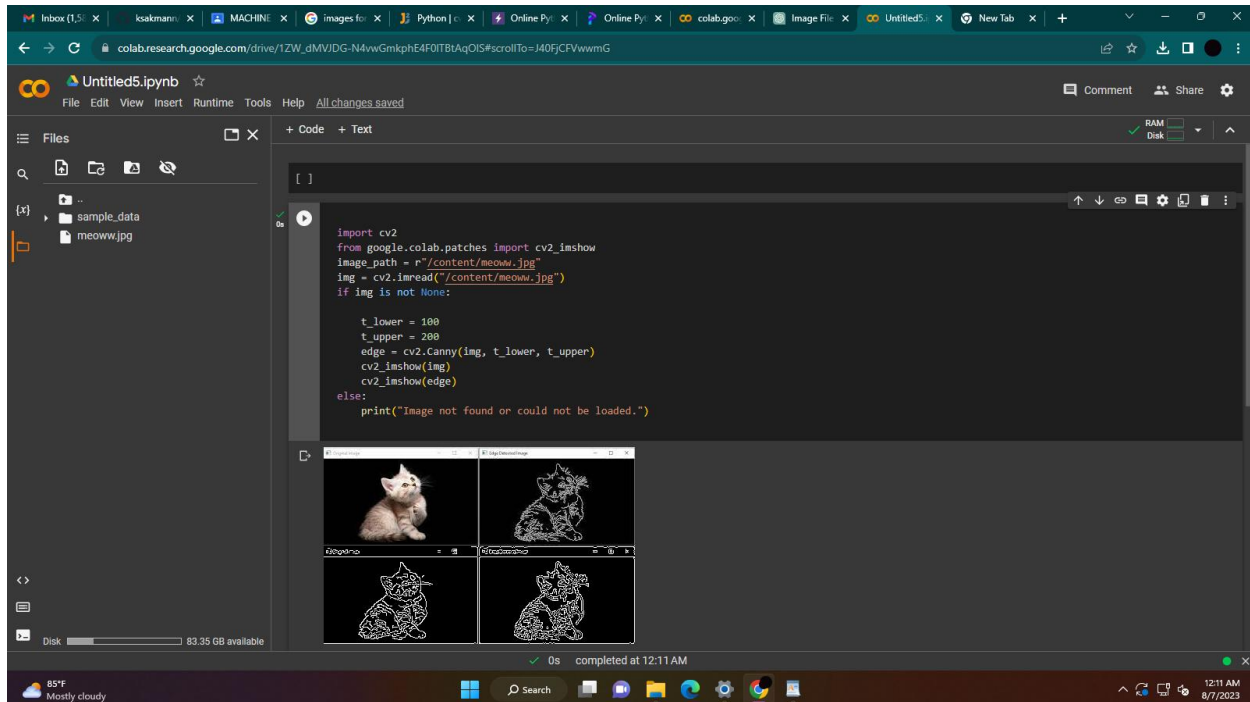 Inbox (1,58
ksakmann/
MACHINE
images for
Python | c
Online Pyt
Online Pyt
colab.goog
Image File
Untitled5.i
New Tab
colab.research.google.com/drive/1ZW_dMVJDG-N4vwGmkphE4F0ITBtAqOIS#scrollTo=J40FjCFVwwmG
Untitled5.ipynb
File Edit View Insert Runtime Tools Help All changes saved
Comment Share
Files
+ Code + Text
RAM
Disk
[ ]
{x}
..
sample_data
meoww.jpg
0s
import cv2
from google.colab.patches import cv2_imshow
image_path = r"/content/meoww.jpg"
img = cv2.imread("/content/meoww.jpg")
if img is not None:
t_lower = 100
t_upper = 200
edge = cv2.Canny(img, t_lower, t_upper)
cv2_imshow(img)
cv2_imshow(edge)
else:
print("Image not found or could not be loaded.")
Original Image
Edge Detected Image
Disk 83.35 GB available
0s completed at 12:11 AM
85°F
Mostly cloudy
Search
12:11 AM
8/7/2023